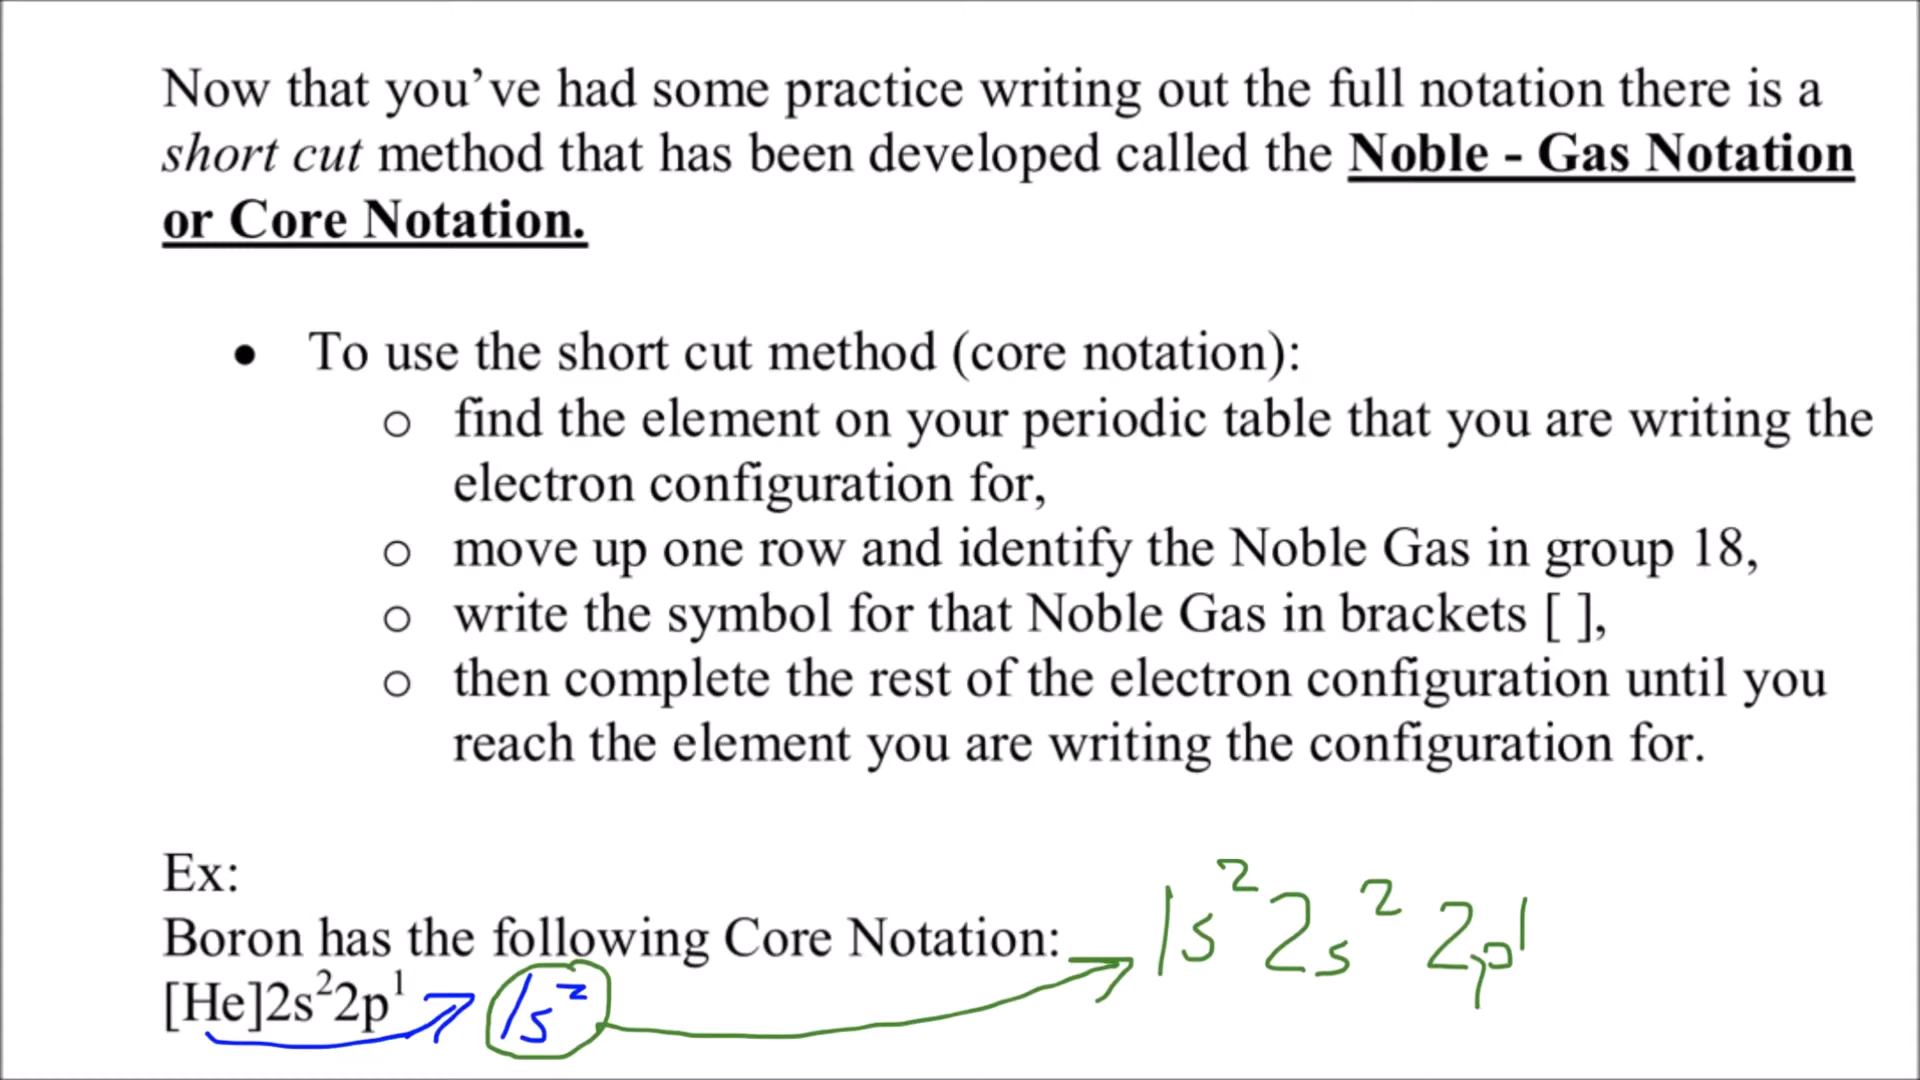 Now that you’ve had some practice writing out the full notation there is a
short cut method that has been developed called the Noble - Gas Notation
or Core Notation.
• To use the short cut method (core notation):
o find the element on your periodic table that you are writing the
electron configuration for,
o move up one row and identify the Noble Gas in group 18,
o write the symbol for that Noble Gas in brackets [ ],
o then complete the rest of the electron configuration until you
reach the element you are writing the configuration for.
Ex:
Boron has the following Core Notation:
1s² 2s² 2p¹
[He]2s²2p¹
1s²